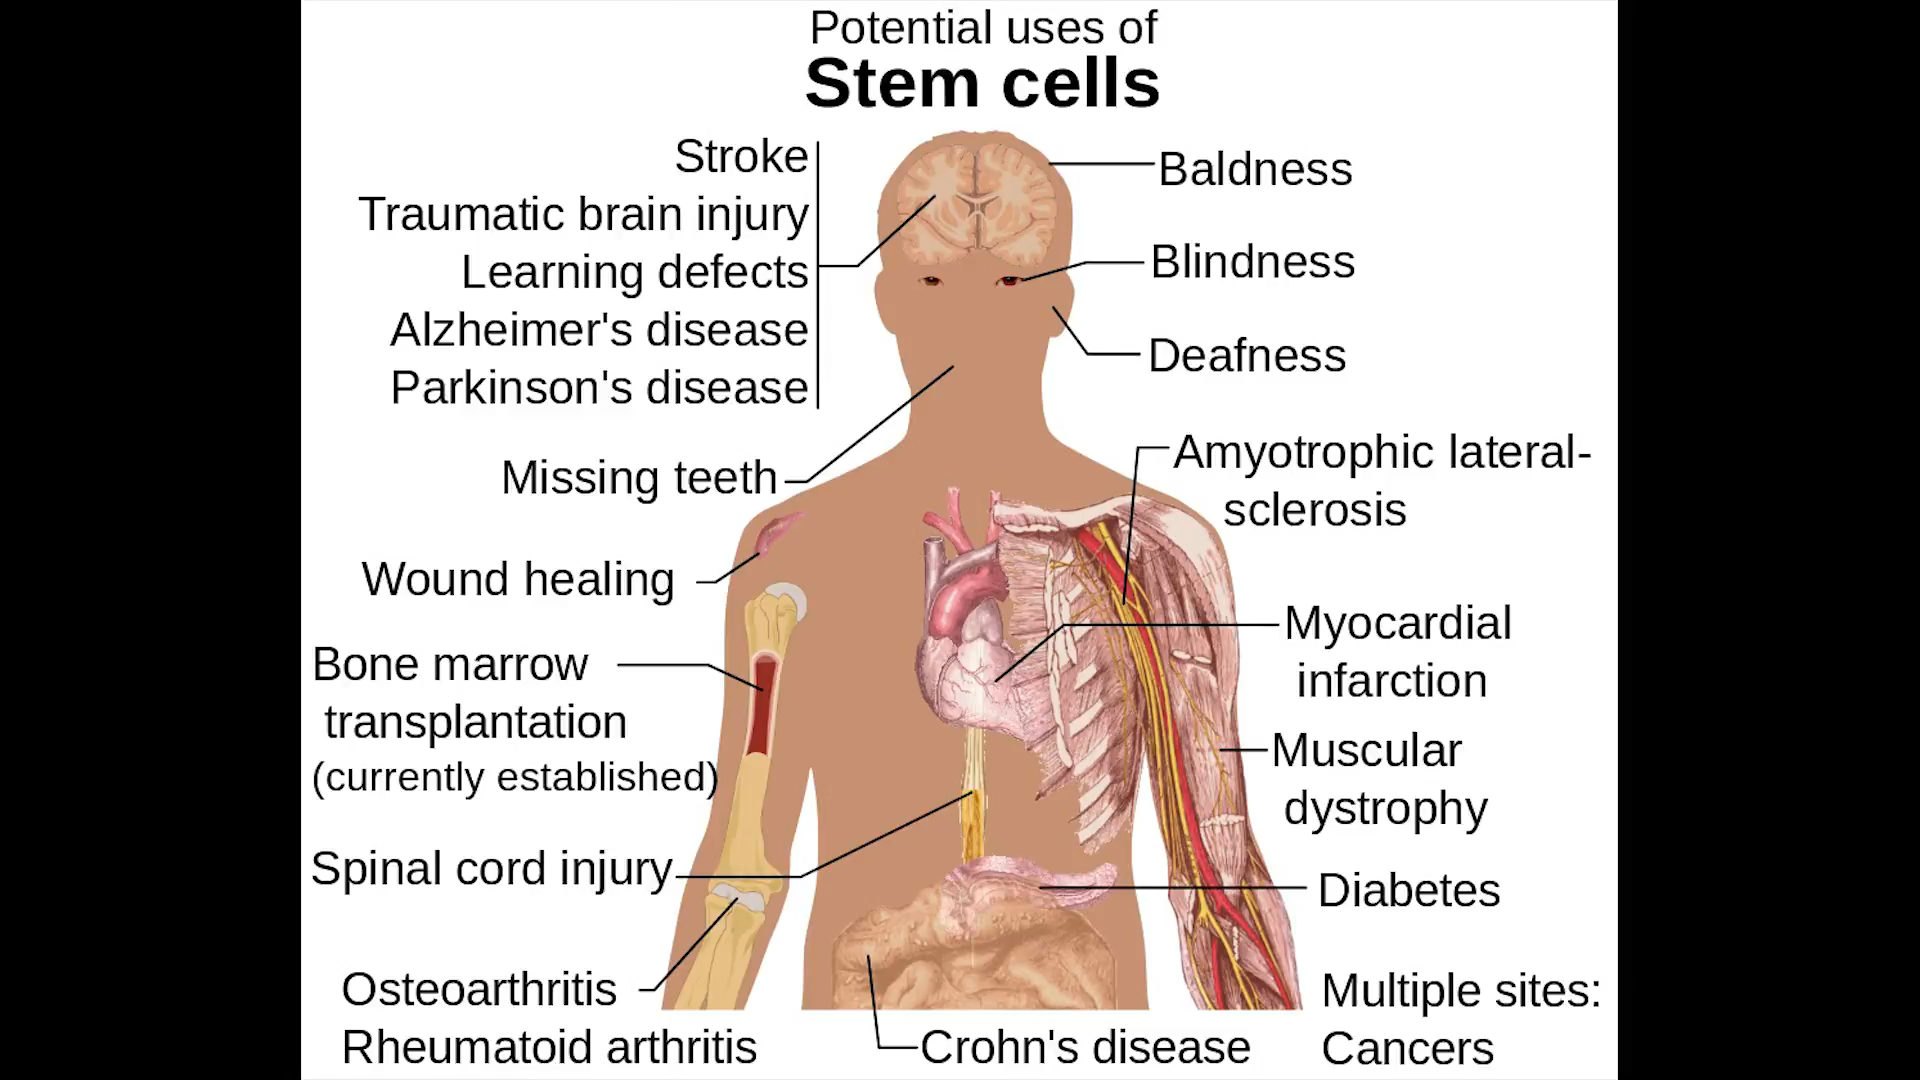 Potential uses of
Stem cells
Stroke
Traumatic brain injury
Learning defects
Alzheimer's disease
Parkinson's disease
Missing teeth
Wound healing
Bone marrow
transplantation
(currently established)
Spinal cord injury
Osteoarthritis
Rheumatoid arthritis
Baldness
Blindness
Deafness
Amyotrophic lateral-
sclerosis
Myocardial
infarction
Muscular
dystrophy
Diabetes
Multiple sites:
Cancers
Crohn's disease